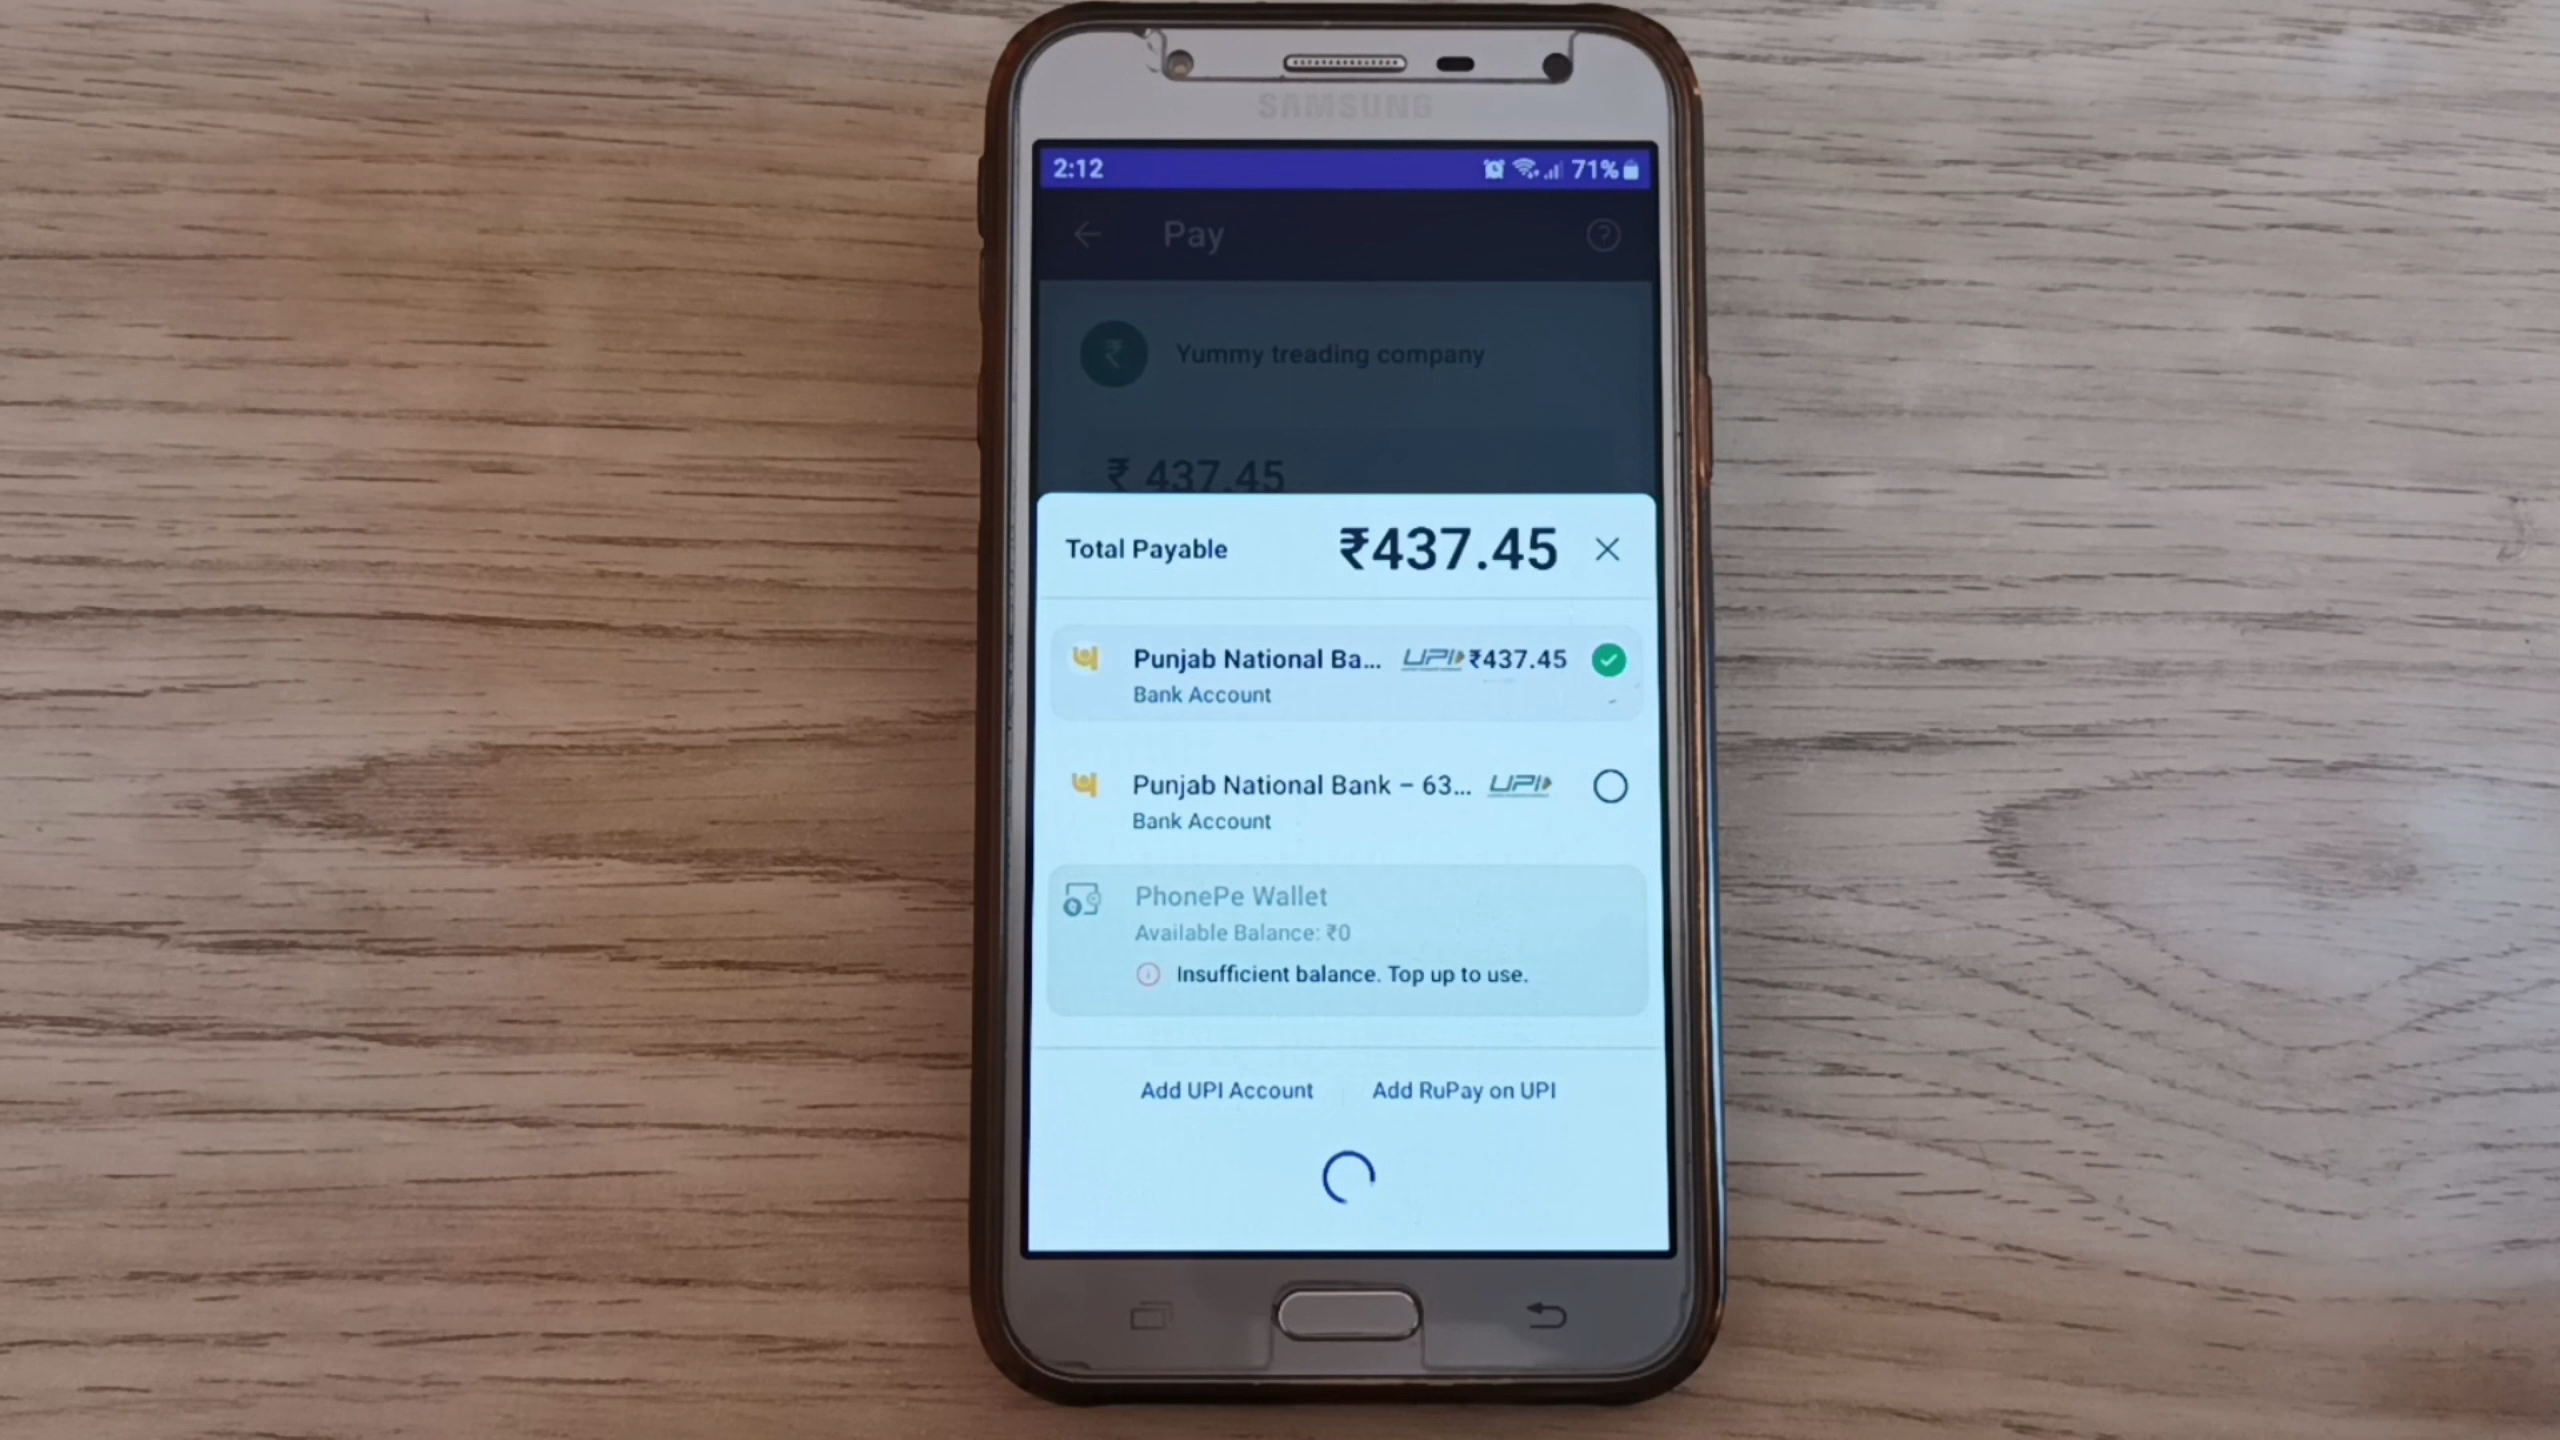 SAMSUNG
2:12 71%
Pay
₹ Yummy treading company
₹ 437.45
Total Payable ₹437.45
Punjab National Ba... UPI ₹437.45
Bank Account
Punjab National Bank – 63... UPI
Bank Account
PhonePe Wallet
Available Balance: ₹0
Insufficient balance. Top up to use.
Add UPI Account Add RuPay on UPI